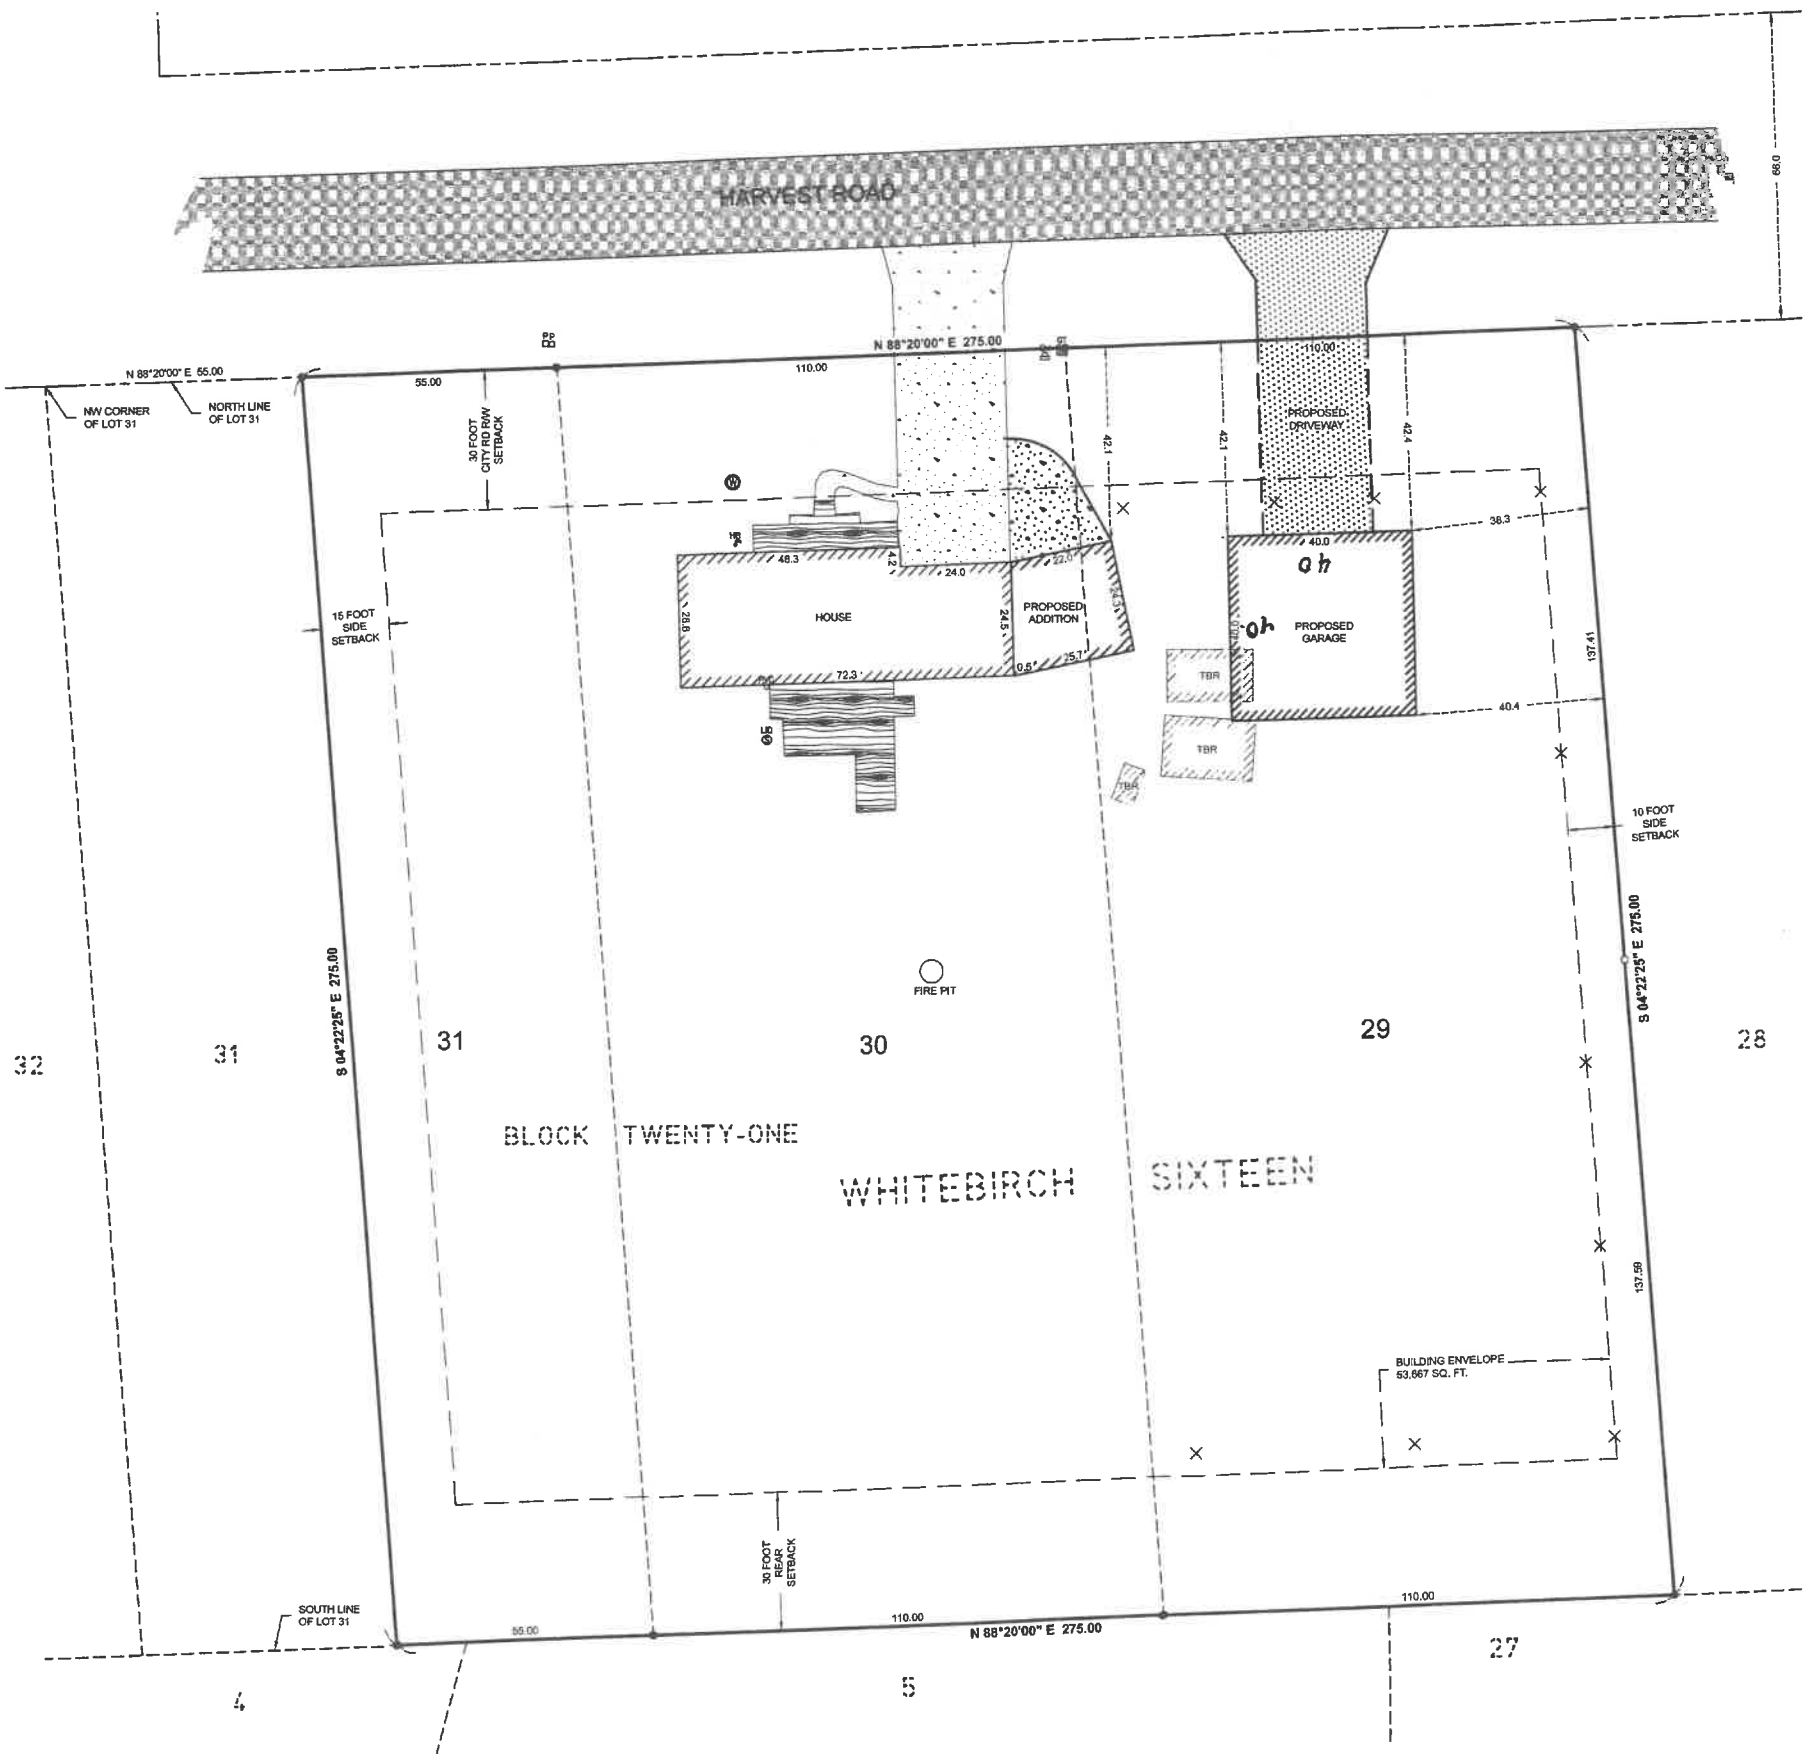 66.0
HARVEST ROAD
N 88°20'00" E 55.00
NW CORNER
OF LOT 31
NORTH LINE
OF LOT 31
55.00
110.00
N 88°20'00" E 275.00
110.00
30 FOOT
CITY RD R/W
SETBACK
42.1
42.1
42.4
PROPOSED
DRIVEWAY
W
48.3
4.2
24.0
22.0
40.0
40
38.3
15 FOOT
SIDE
SETBACK
28.8
HOUSE
24.5
PROPOSED
ADDITION
24.3
40.0
40
PROPOSED
GARAGE
137.41
72.3
0.5
25.7
TBR
40.4
TBR
TBR
10 FOOT
SIDE
SETBACK
FIRE PIT
S 04°22'25" E 275.00
S 04°22'25" E 275.00
32
31
31
30
29
28
BLOCK TWENTY-ONE
WHITEBIRCH SIXTEEN
137.59
BUILDING ENVELOPE
53,667 SQ. FT.
30 FOOT
REAR
SETBACK
SOUTH LINE
OF LOT 31
55.00
110.00
N 88°20'00" E 275.00
110.00
4
5
27